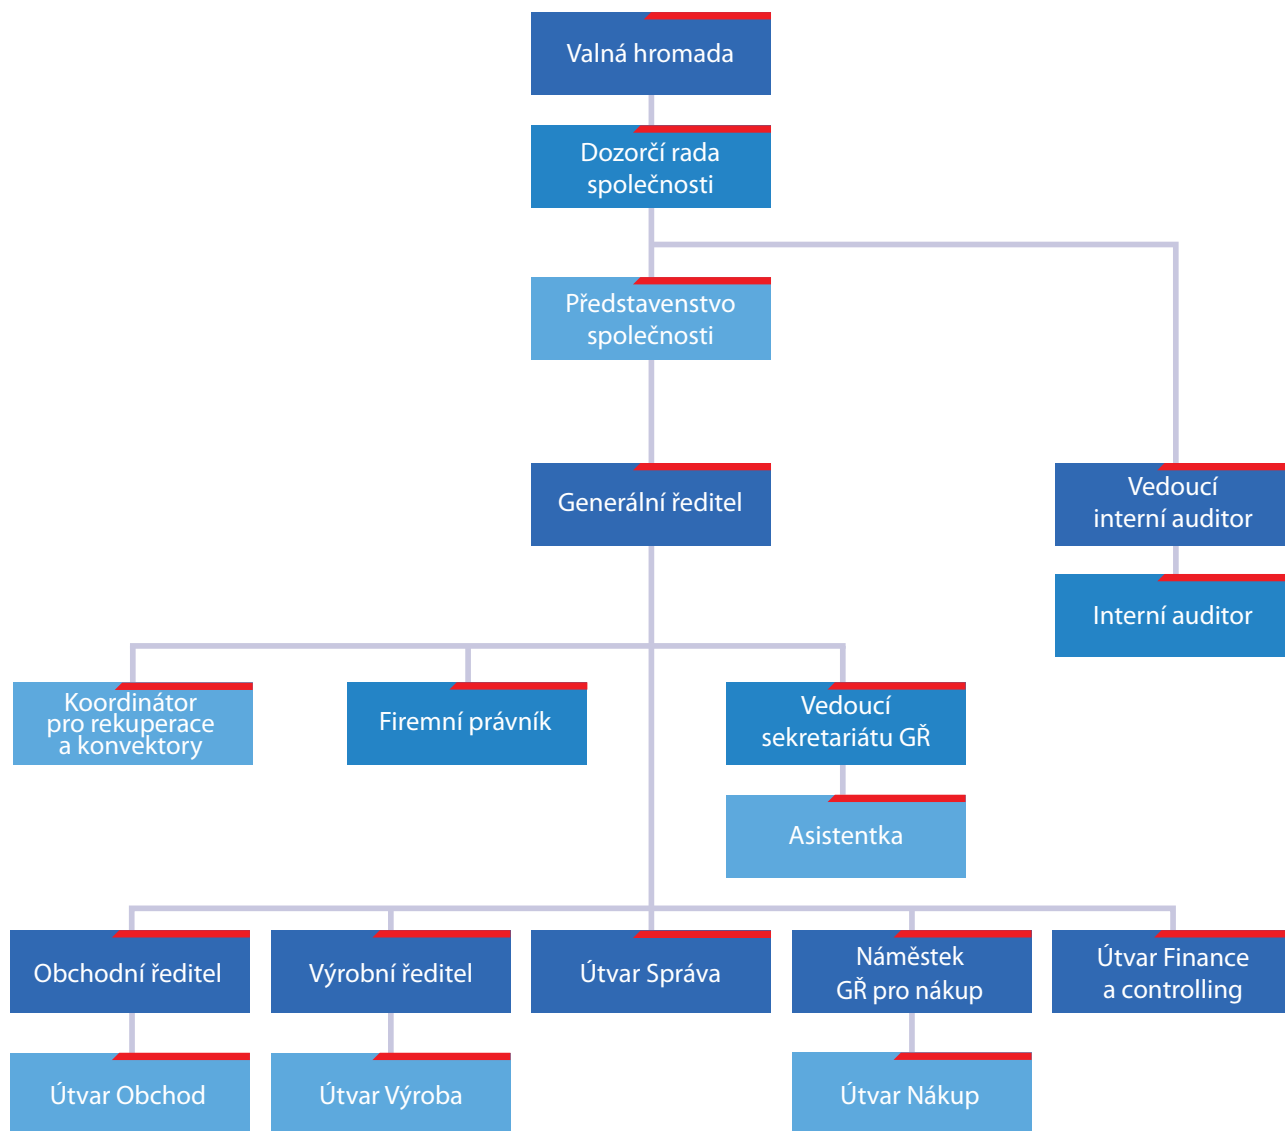 Valná hromada
Dozorčí rada
společnosti
Představenstvo
společnosti
Generální ředitel
Vedoucí
interní auditor
Interní auditor
Koordinátor
pro rekuperace
a konvektory
Firemní právník
Vedoucí
sekretariátu GŘ
Asistentka
Obchodní ředitel
Výrobní ředitel
Útvar Správa
Náměstek
GŘ pro nákup
Útvar Finance
a controlling
Útvar Obchod
Útvar Výroba
Útvar Nákup